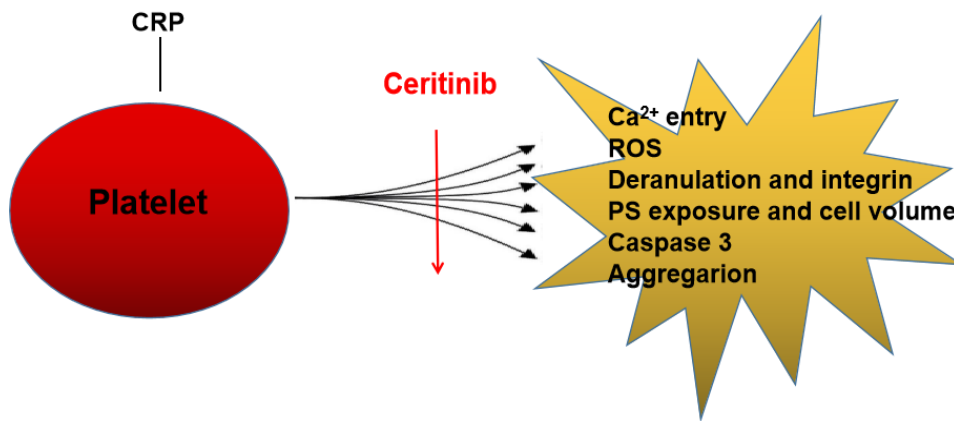 CRP
Ceritinib
Platelet
Ca²⁺ entry
ROS
Deranulation and integrin
PS exposure and cell volume
Caspase 3
Aggregarion